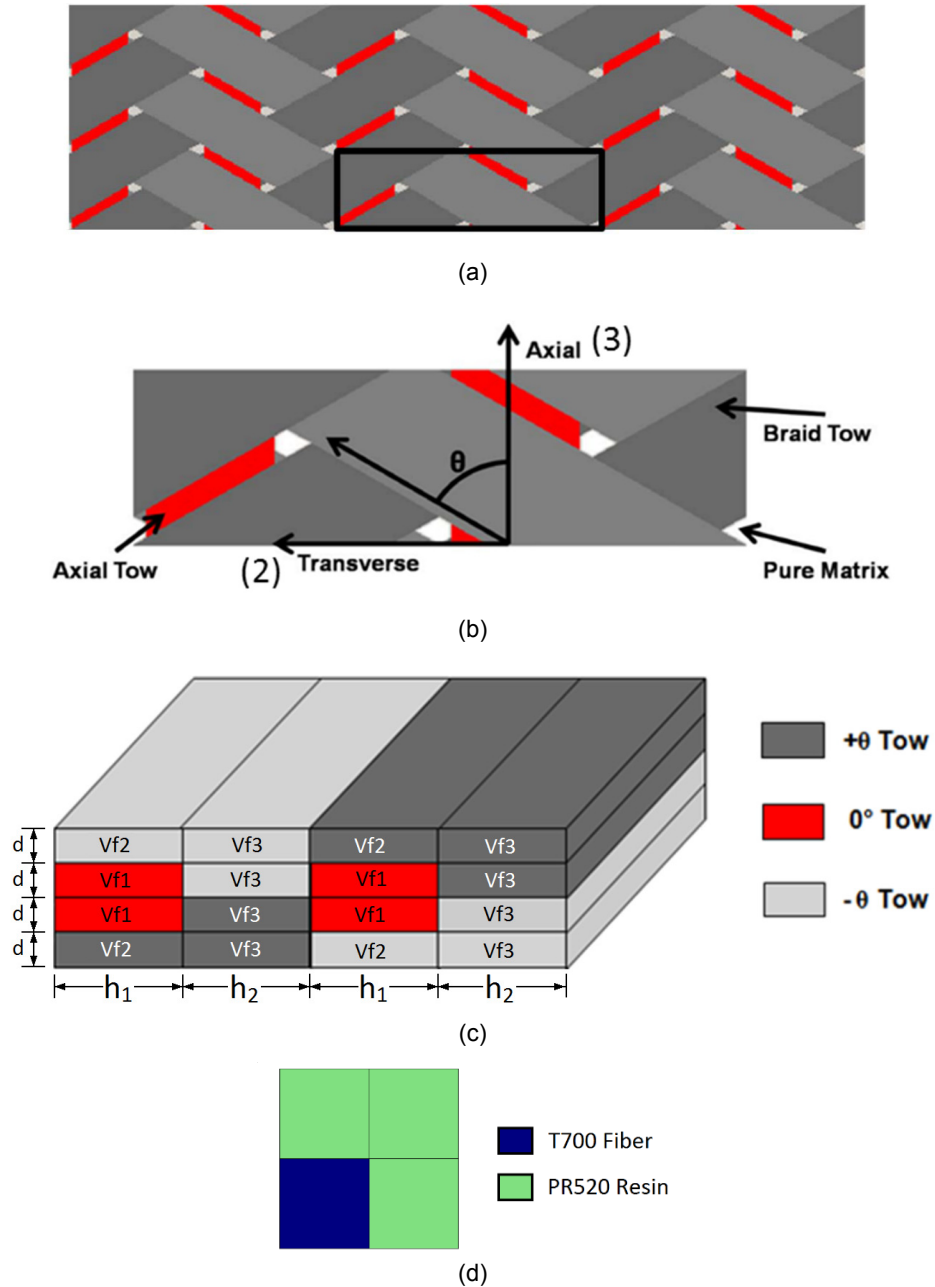 (a)
Axial (3)
Braid Tow
θ
Axial Tow
(2) Transverse
Pure Matrix
(b)
d Vf2 Vf3 Vf2 Vf3
d Vf1 Vf3 Vf1 Vf3
d Vf1 Vf3 Vf1 Vf3
d Vf2 Vf3 Vf2 Vf3
h₁ h₂ h₁ h₂
+θ Tow
0° Tow
-θ Tow
(c)
T700 Fiber
PR520 Resin
(d)